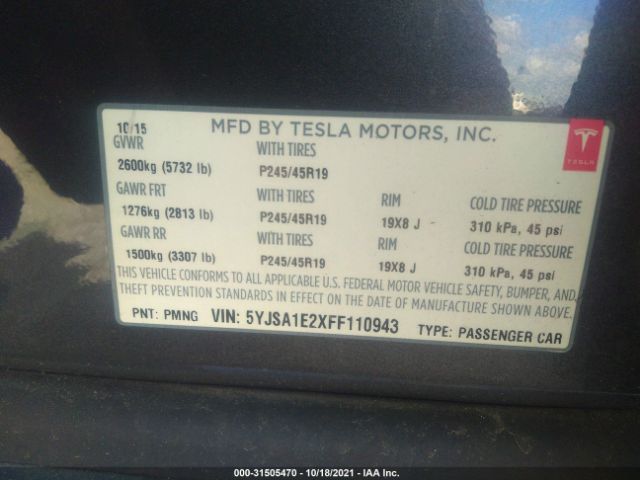 10/15 MFD BY TESLA MOTORS, INC.
GVWR WITH TIRES
TESLA
2600kg (5732 lb) P245/45R19
GAWR FRT WITH TIRES RIM COLD TIRE PRESSURE
1276kg (2813 lb) P245/45R19 19X8 J 310 kPa, 45 psi
GAWR RR WITH TIRES RIM COLD TIRE PRESSURE
1500kg (3307 lb) P245/45R19 19X8 J 310 kPa, 45 psi
THIS VEHICLE CONFORMS TO ALL APPLICABLE U.S. FEDERAL MOTOR VEHICLE SAFETY, BUMPER, AND
THEFT PREVENTION STANDARDS IN EFFECT ON THE DATE OF MANUFACTURE SHOWN ABOVE.
PNT: PMNG VIN: 5YJSA1E2XFF110943 TYPE: PASSENGER CAR
000-31505470 - 10/18/2021 - IAA Inc.